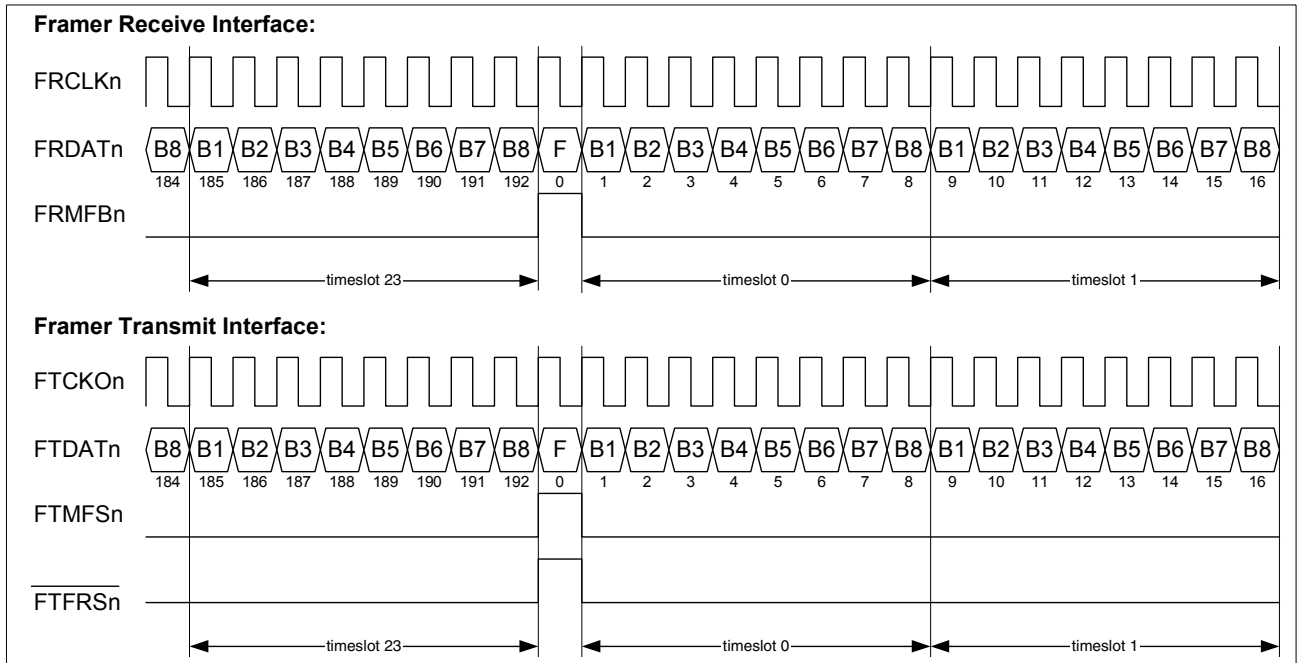 Framer Receive Interface:
FRCLKn
FRDATn B8 B1 B2 B3 B4 B5 B6 B7 B8 F B1 B2 B3 B4 B5 B6 B7 B8 B1 B2 B3 B4 B5 B6 B7 B8
184 185 186 187 188 189 190 191 192 0 1 2 3 4 5 6 7 8 9 10 11 12 13 14 15 16
FRMFBn
timeslot 23 timeslot 0 timeslot 1
Framer Transmit Interface:
FTCKOn
FTDATn B8 B1 B2 B3 B4 B5 B6 B7 B8 F B1 B2 B3 B4 B5 B6 B7 B8 B1 B2 B3 B4 B5 B6 B7 B8
184 185 186 187 188 189 190 191 192 0 1 2 3 4 5 6 7 8 9 10 11 12 13 14 15 16
FTMFSn
FTFRSn
timeslot 23 timeslot 0 timeslot 1